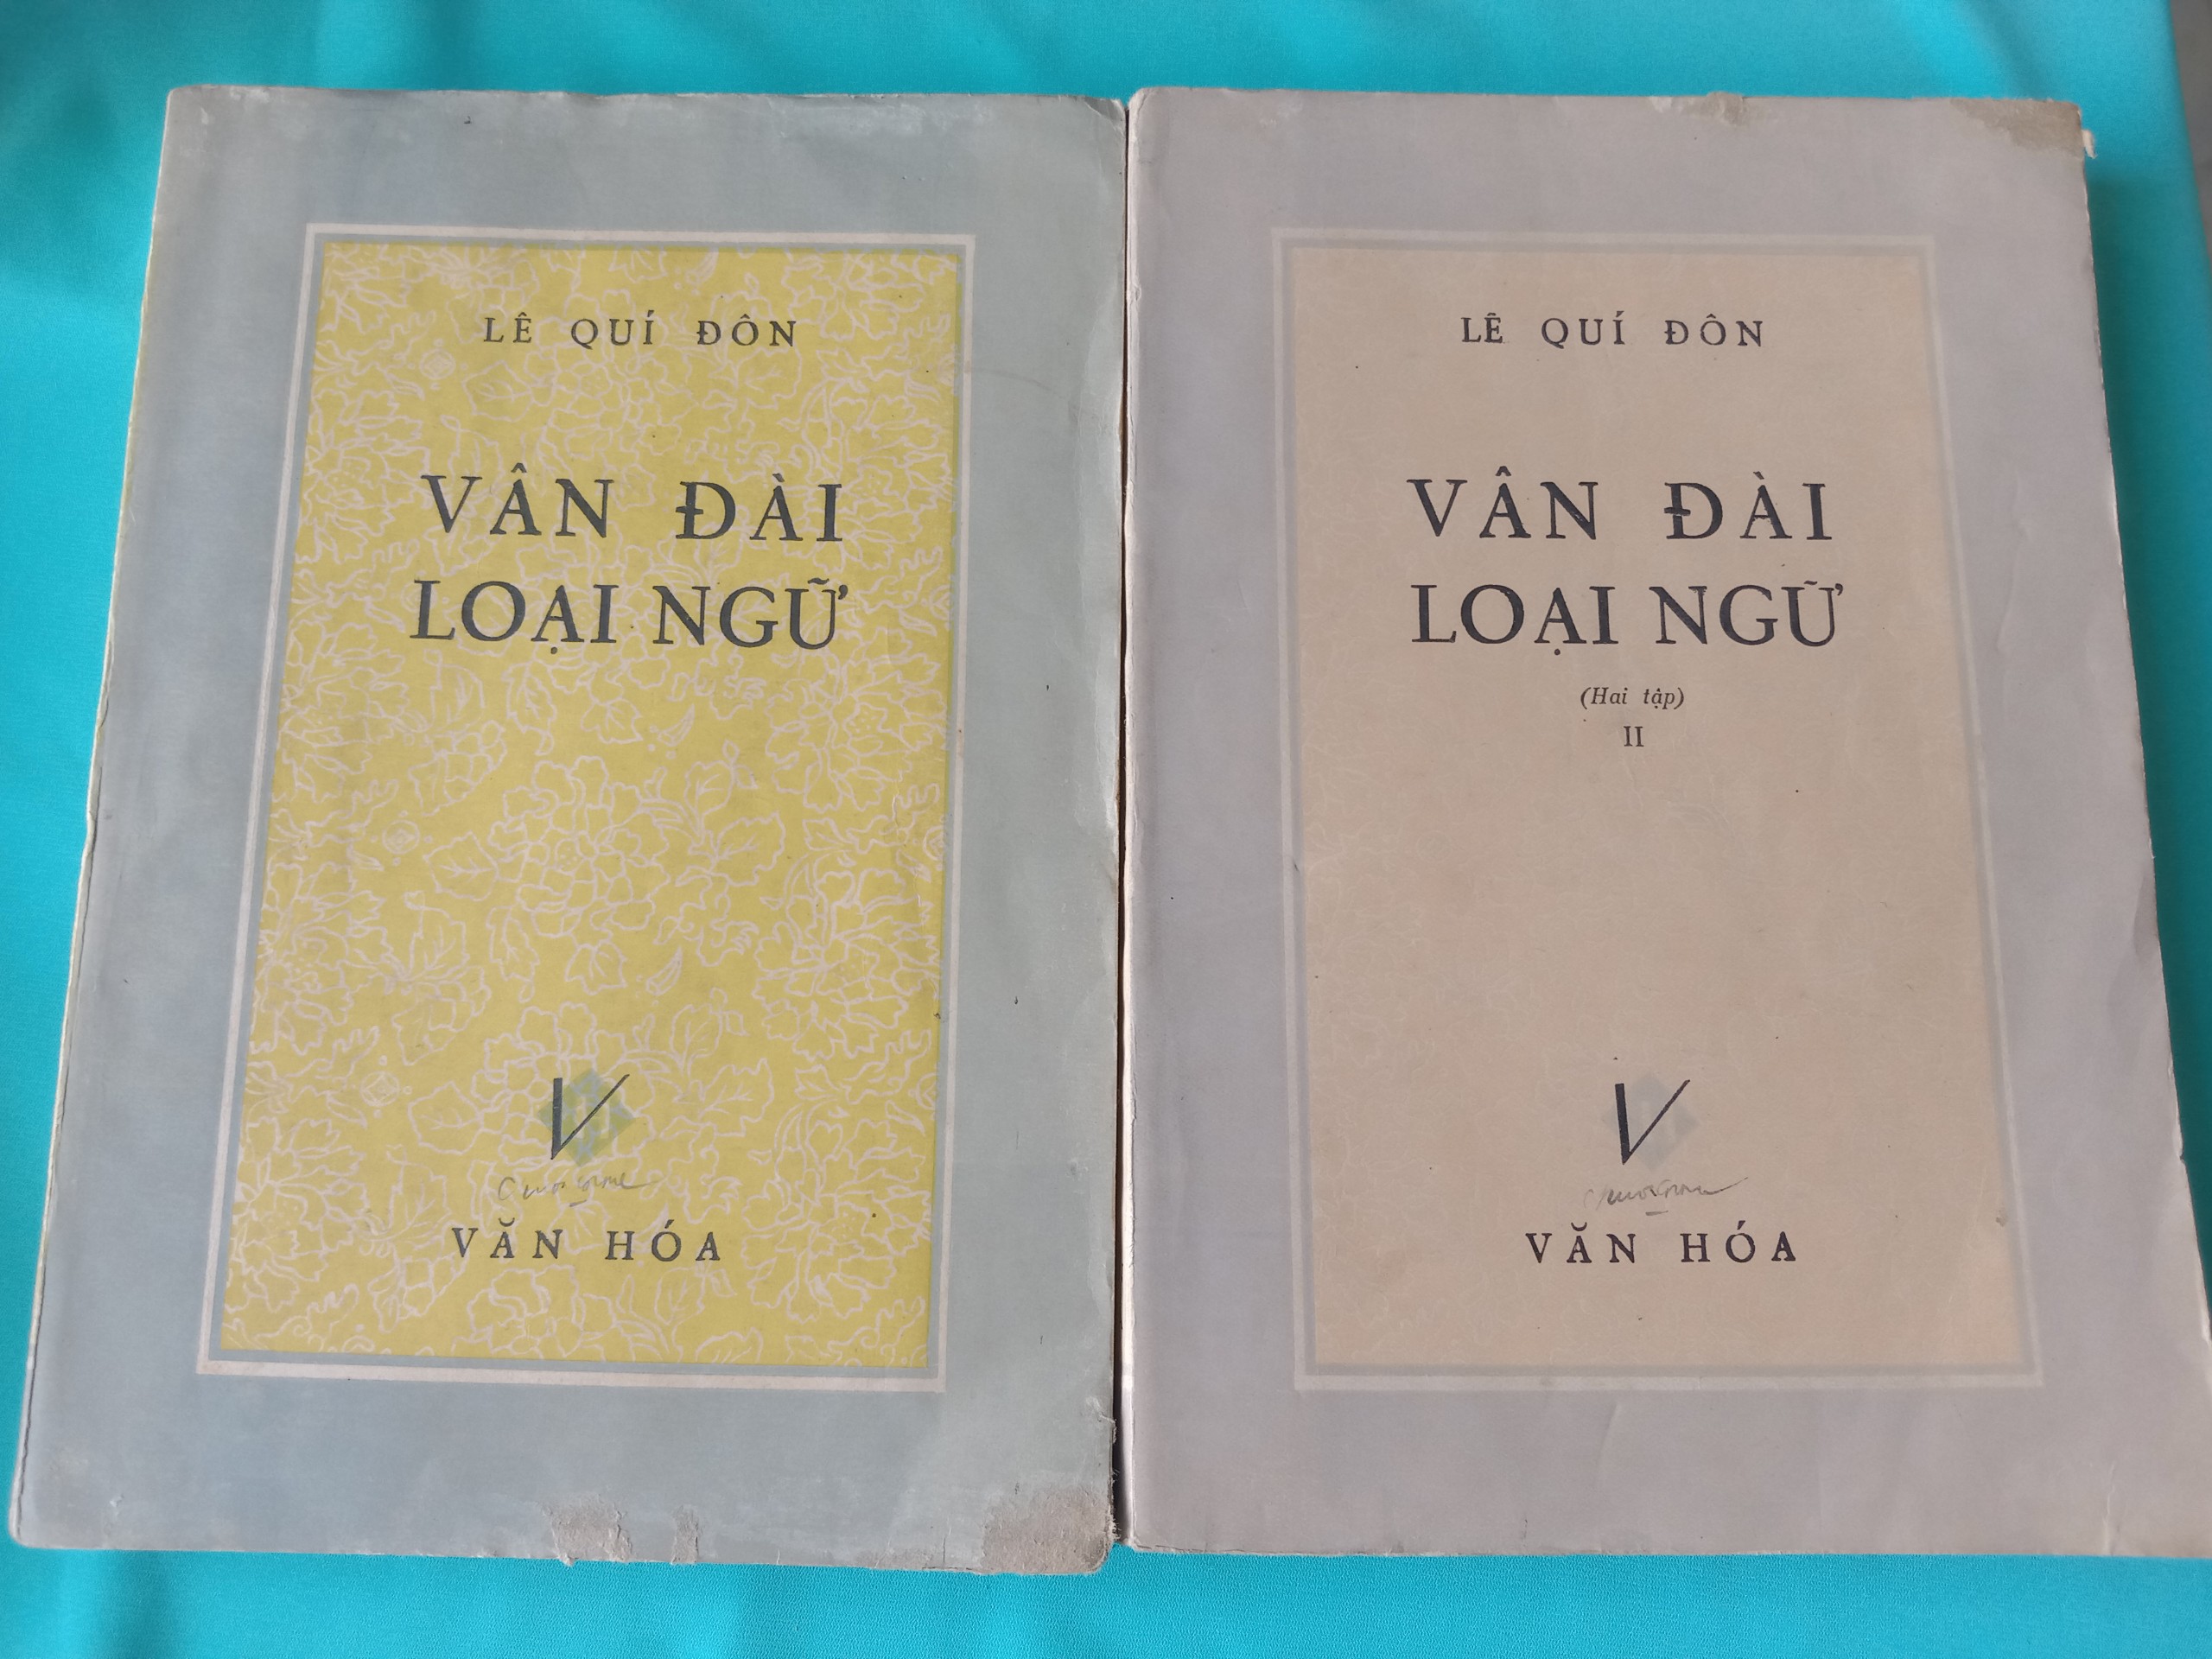 LÊ QUÍ ĐÔN
VÂN ĐÀI
LOẠI NGỮ
V
VĂN HÓA
LÊ QUÍ ĐÔN
VÂN ĐÀI
LOẠI NGỮ
(Hai tập)
II
V
VĂN HÓA